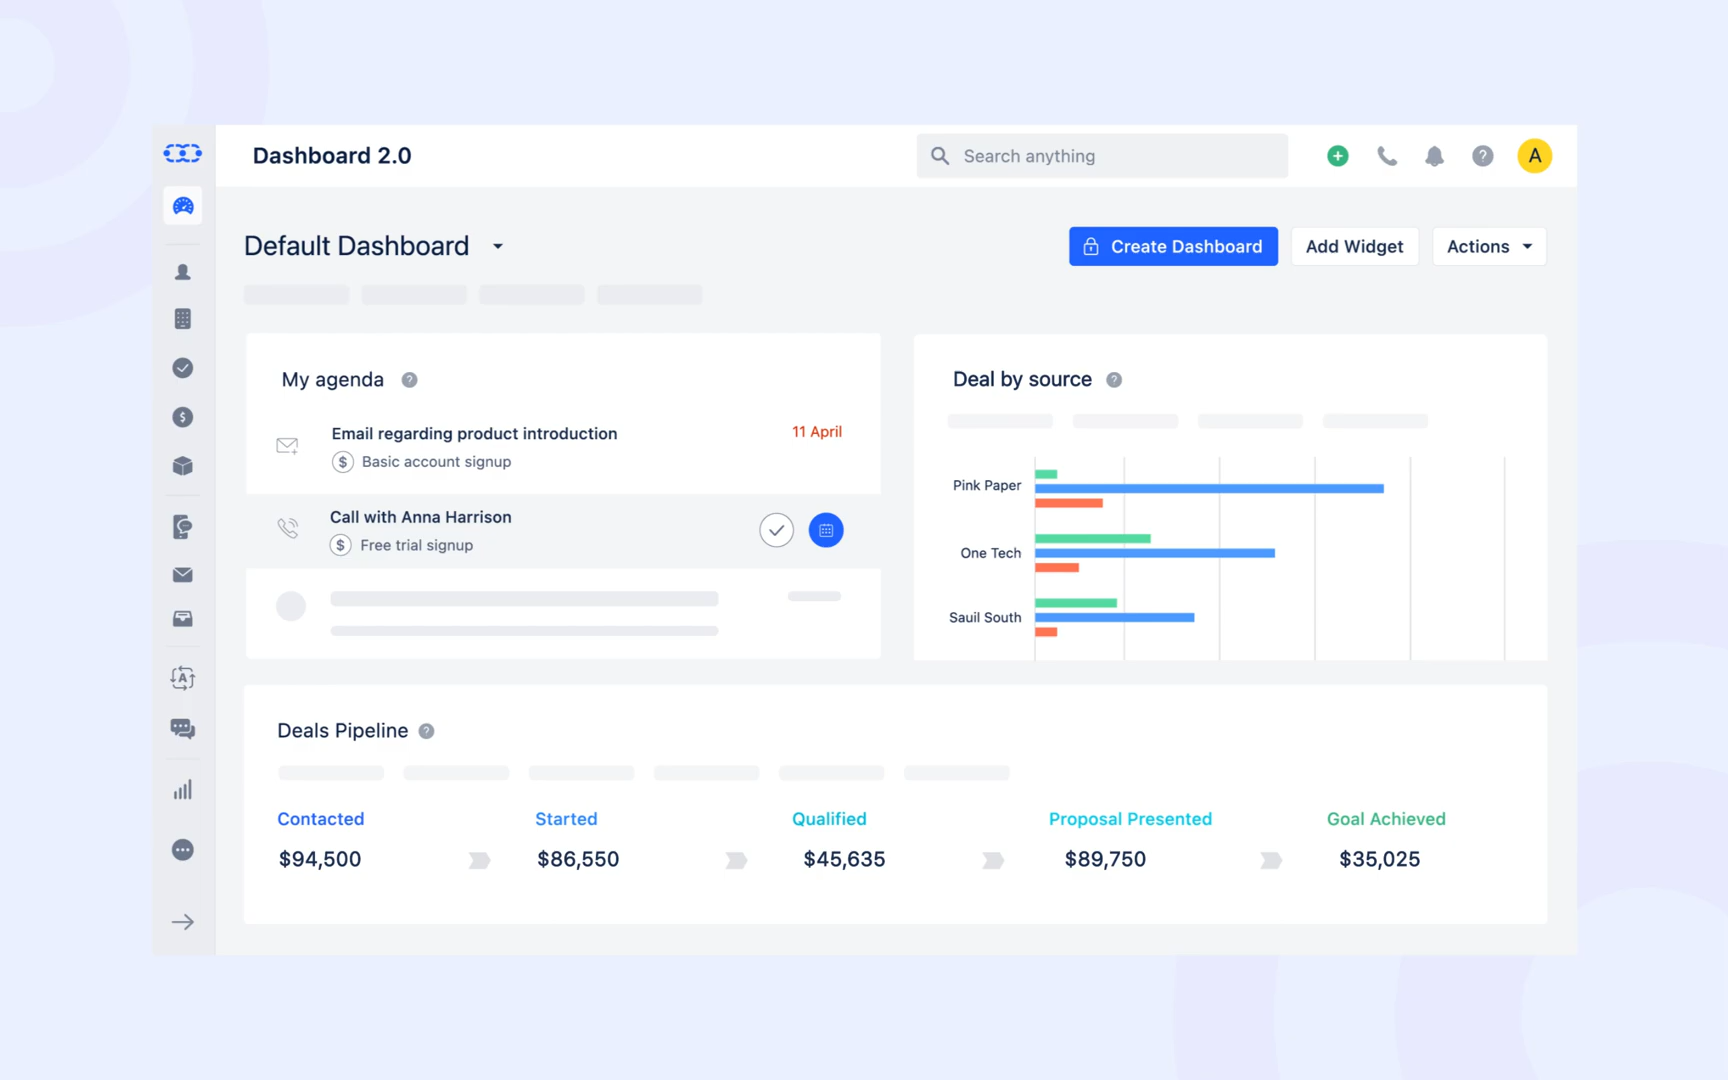 Dashboard 2.0
Search anything
A
Default Dashboard
Create Dashboard
Add Widget
Actions
My agenda
?
Email regarding product introduction
11 April
$ Basic account signup
Call with Anna Harrison
$ Free trial signup
Deal by source
?
Pink Paper
One Tech
Sauil South
Deals Pipeline
?
Contacted
Started
Qualified
Proposal Presented
Goal Achieved
$94,500
$86,550
$45,635
$89,750
$35,025